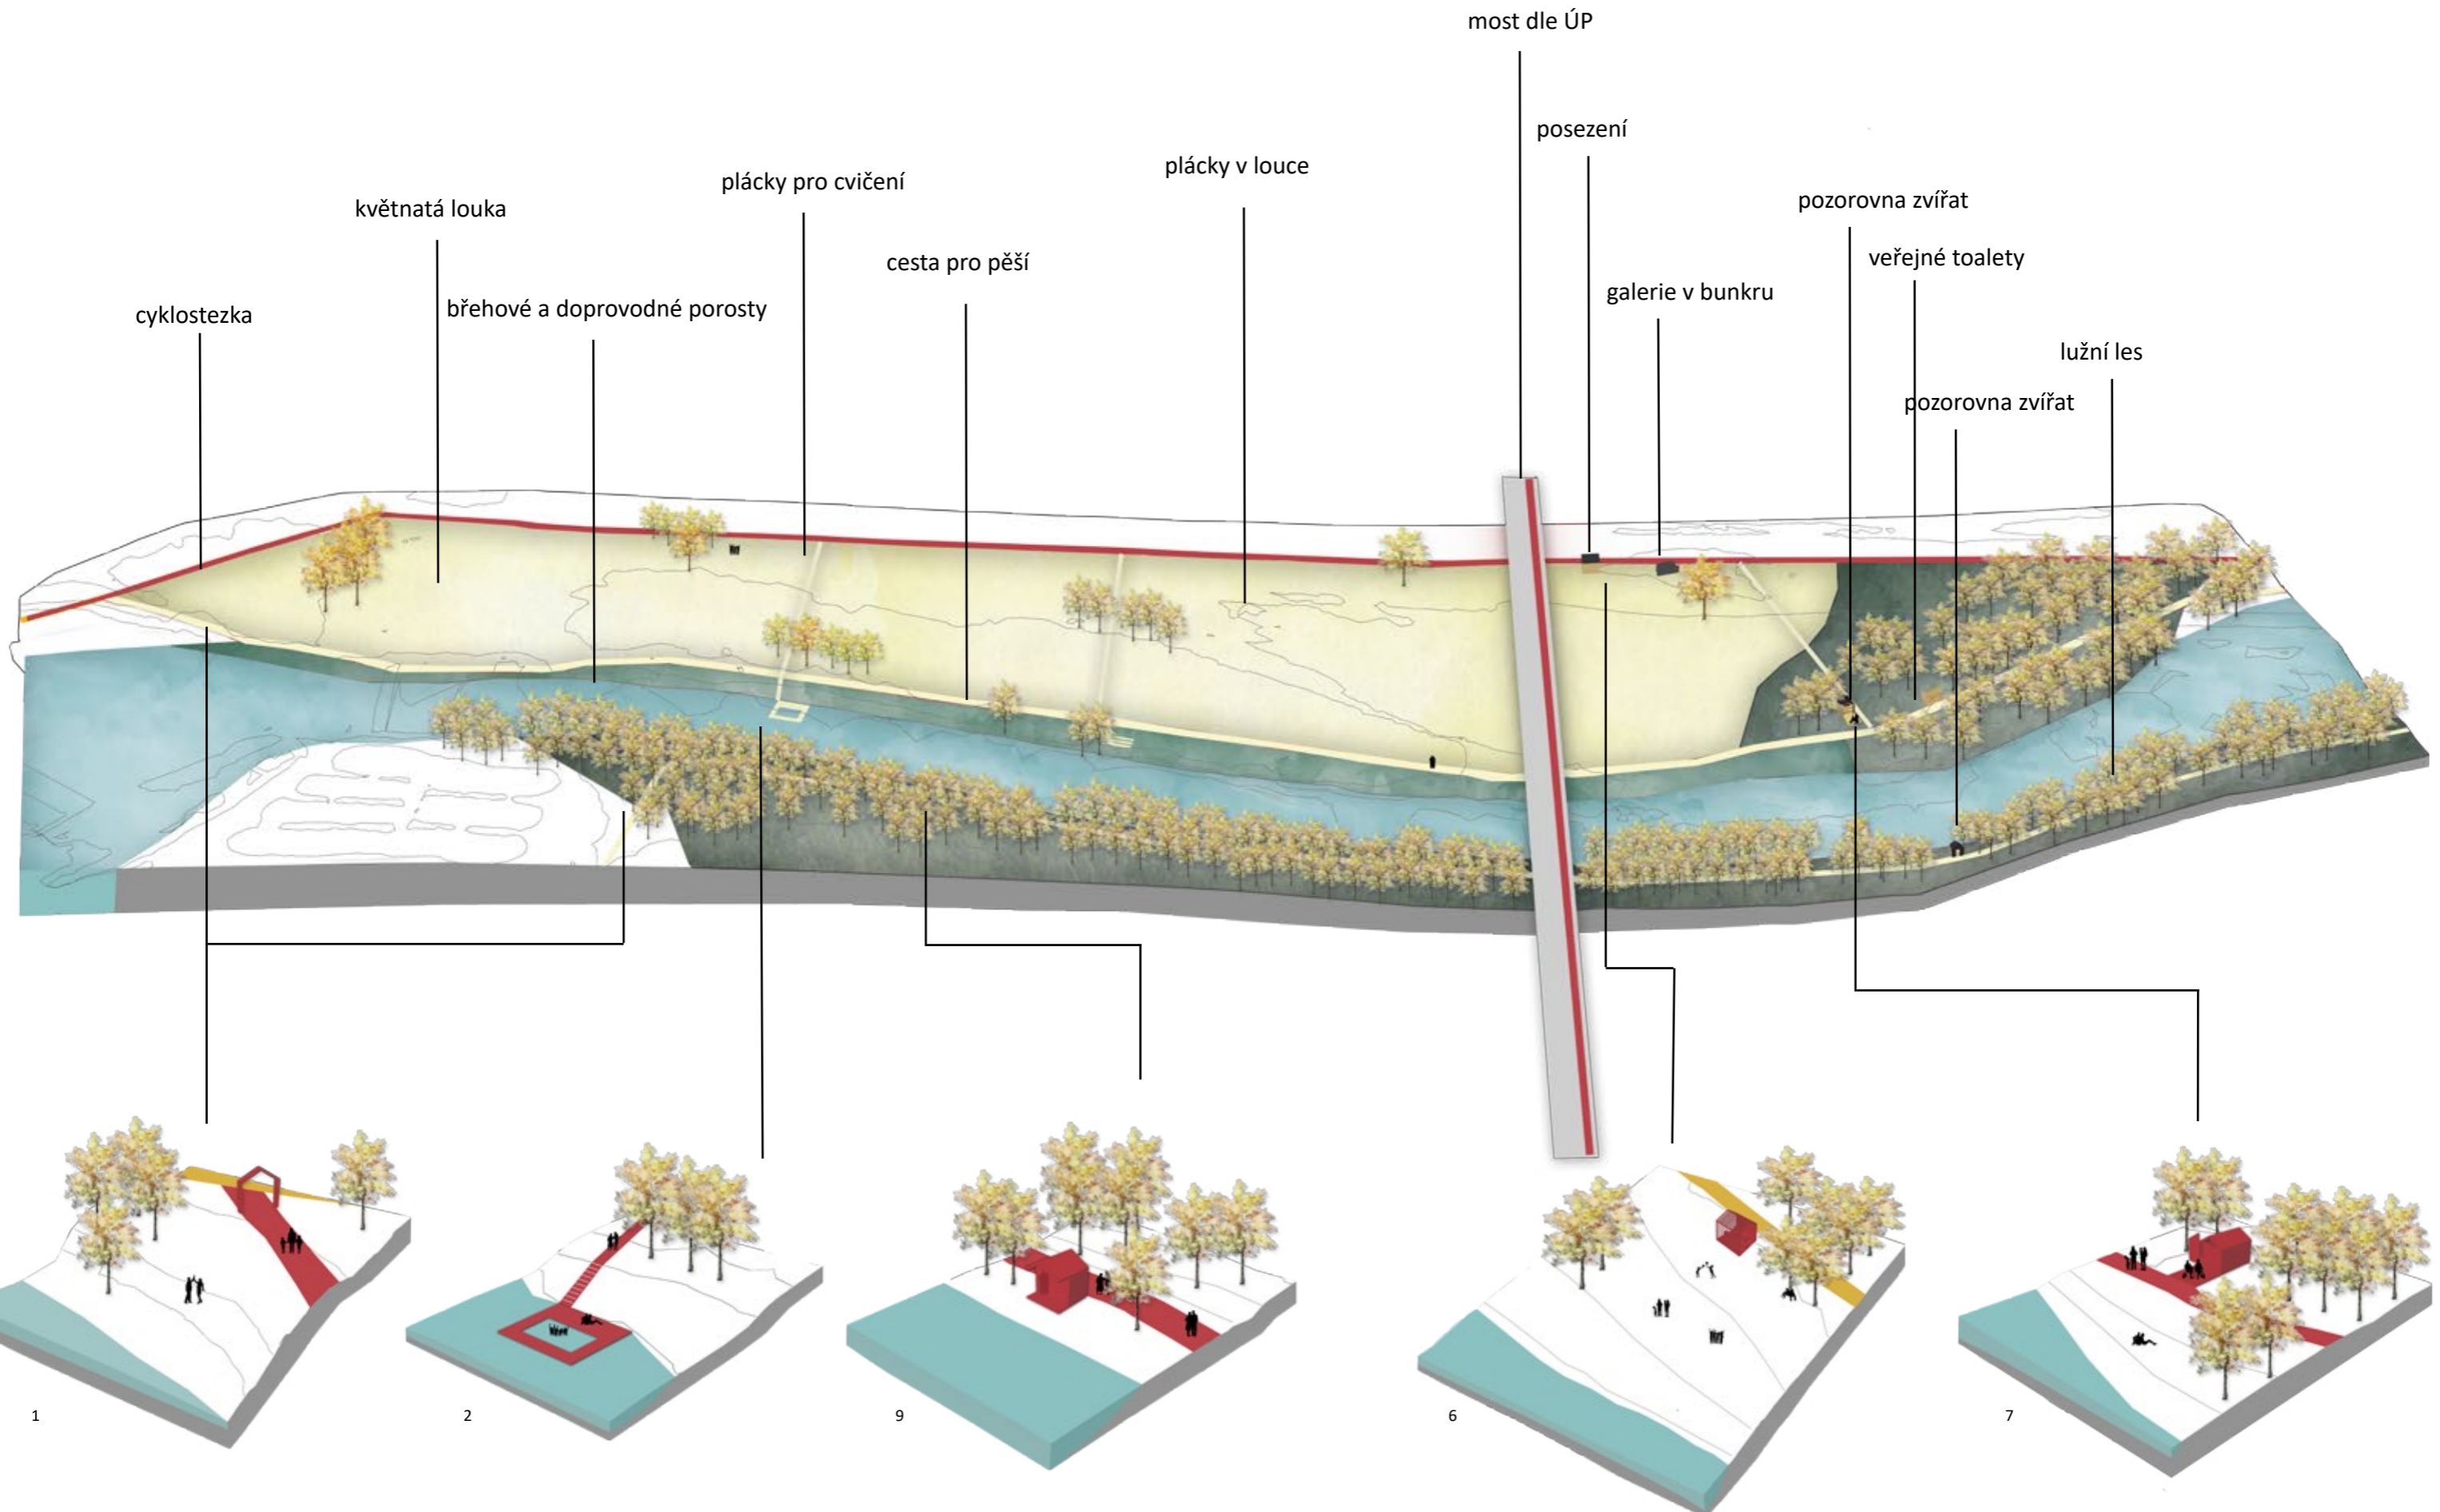 most dle ÚP
posezení
plácky v louce
plácky pro cvičení
pozorovna zvířat
květnatá louka
veřejné toalety
cesta pro pěší
galerie v bunkru
břehové a doprovodné porosty
cyklostezka
lužní les
pozorovna zvířat
1
2
9
6
7